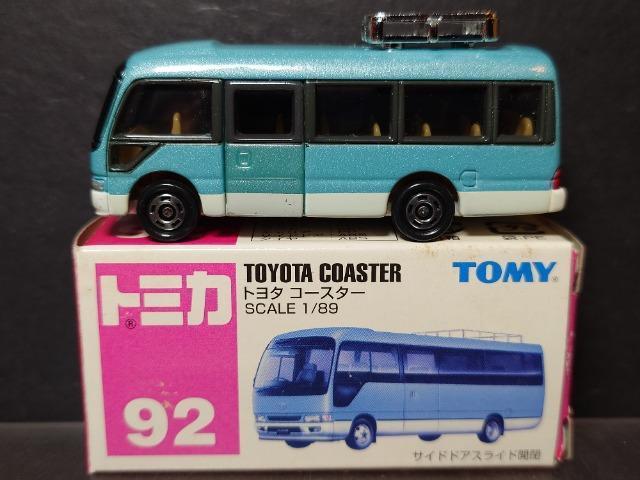 トミカ®
92
TOYOTA COASTER
トヨタ コースター
SCALE 1/89
TOMY®
サイドドアスライド開閉